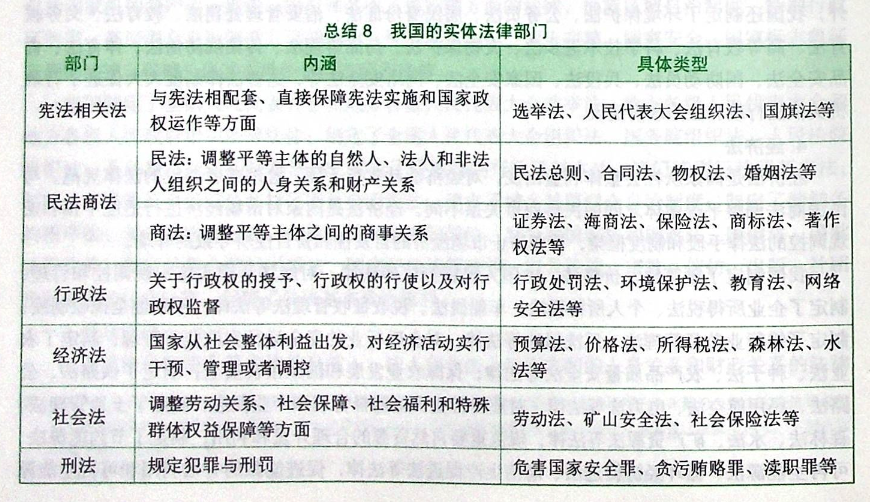 总结8 我国的实体法律部门
部门 内涵 具体类型
宪法相关法 与宪法相配套、直接保障宪法实施和国家政
权运作等方面 选举法、人民代表大会组织法、国旗法等
民法商法 民法：调整平等主体的自然人、法人和非法
人组织之间的人身关系和财产关系 民法总则、合同法、物权法、婚姻法等
商法：调整平等主体之间的商事关系 证券法、海商法、保险法、商标法、著作
权法等
行政法 关于行政权的授予、行政权的行使以及对行
政权监督 行政处罚法、环境保护法、教育法、网络
安全法等
经济法 国家从社会整体利益出发，对经济活动实行
干预、管理或者调控 预算法、价格法、所得税法、森林法、水
法等
社会法 调整劳动关系、社会保障、社会福利和特殊
群体权益保障等方面 劳动法、矿山安全法、社会保险法等
刑法 规定犯罪与刑罚 危害国家安全罪、贪污贿赂罪、渎职罪等